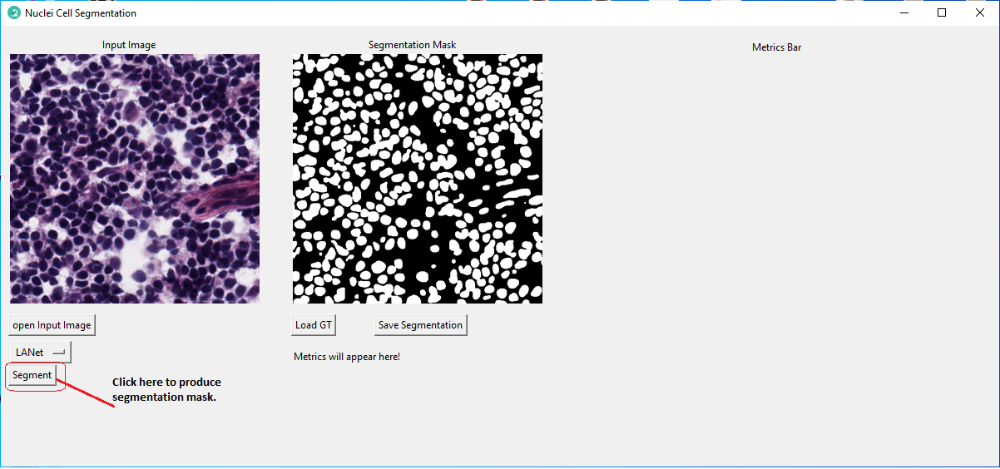 Nuclei Cell Segmentation
Input Image
Segmentation Mask
Metrics Bar
open Input Image
Load GT
Save Segmentation
LANet
Metrics will appear here!
Segment
Click here to produce
segmentation mask.